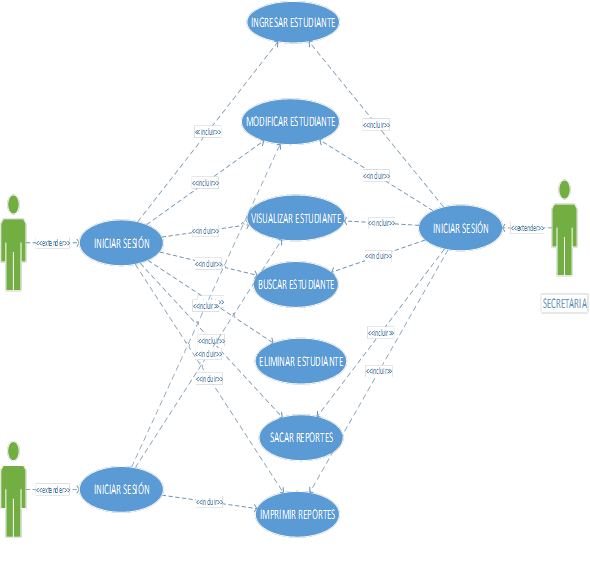 INGRESAR ESTUDIANTE
<<incluir>>
MODIFICAR ESTUDIANTE
<<incluir>>
<<incluir>>
<<incluir>>
VISUALIZAR ESTUDIANTE
<<incluir>>
<<incluir>>
INICIAR SESIÓN
INICIAR SESIÓN
<<extender>>
<<extender>>
<<incluir>>
<<incluir>>
BUSCAR ESTUDIANTE
SECRETARIA
<<incluir>>
<<incluir>>
<<incluir>>
<<incluir>>
ELIMINAR ESTUDIANTE
<<incluir>>
<<incluir>>
SACAR REPORTES
INICIAR SESIÓN
<<extender>>
<<incluir>>
IMPRIMIR REPORTES